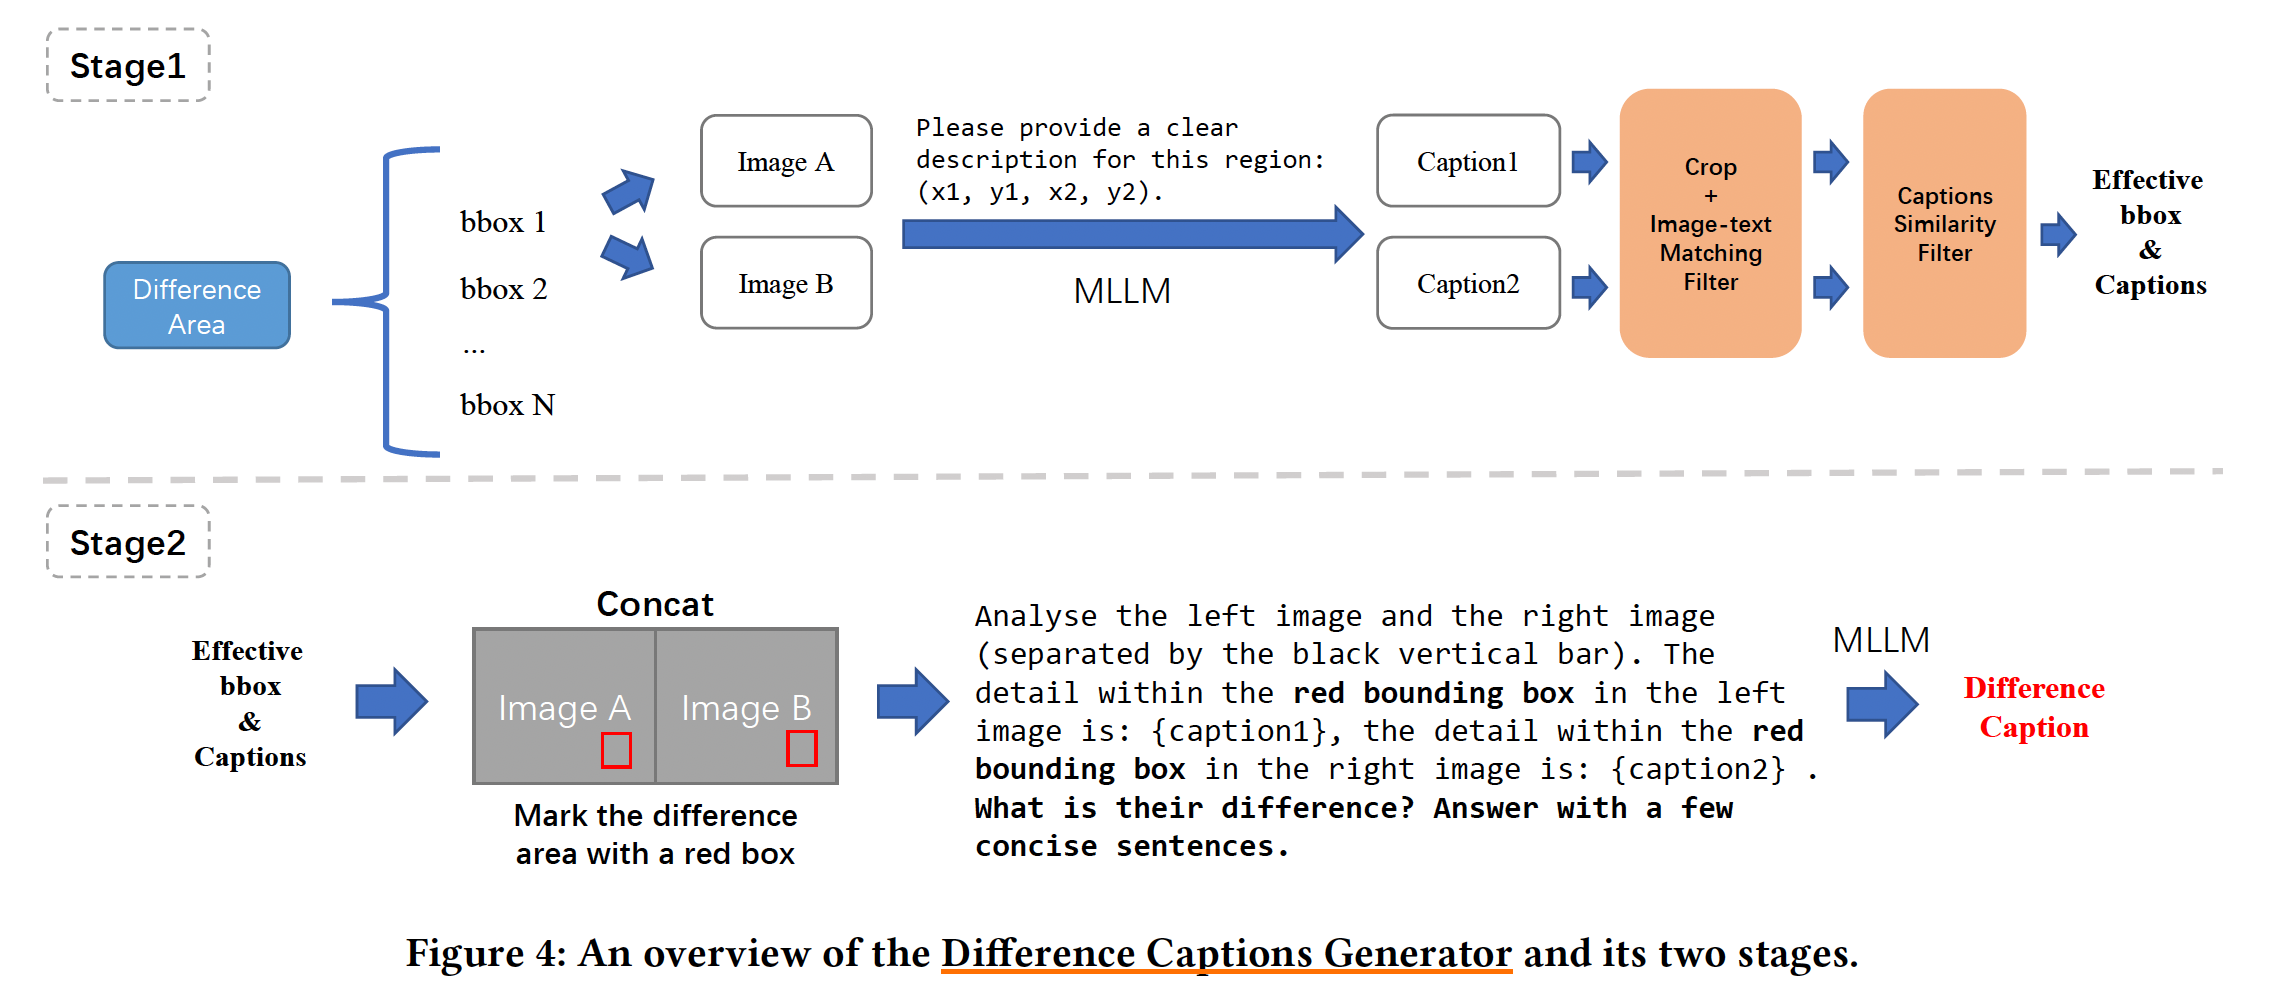 Stage1
Difference
Area
bbox 1
bbox 2
...
bbox N
Image A
Image B
Please provide a clear
description for this region:
(x1, y1, x2, y2).
MLLM
Caption1
Caption2
Crop
+
Image-text
Matching
Filter
Captions
Similarity
Filter
Effective
bbox
&
Captions
Stage2
Effective
bbox
&
Captions
Concat
Image A
Image B
Mark the difference
area with a red box
Analyse the left image and the right image
(separated by the black vertical bar). The
detail within the red bounding box in the left
image is: {caption1}, the detail within the red
bounding box in the right image is: {caption2} .
What is their difference? Answer with a few
concise sentences.
MLLM
Difference
Caption
Figure 4: An overview of the Difference Captions Generator and its two stages.